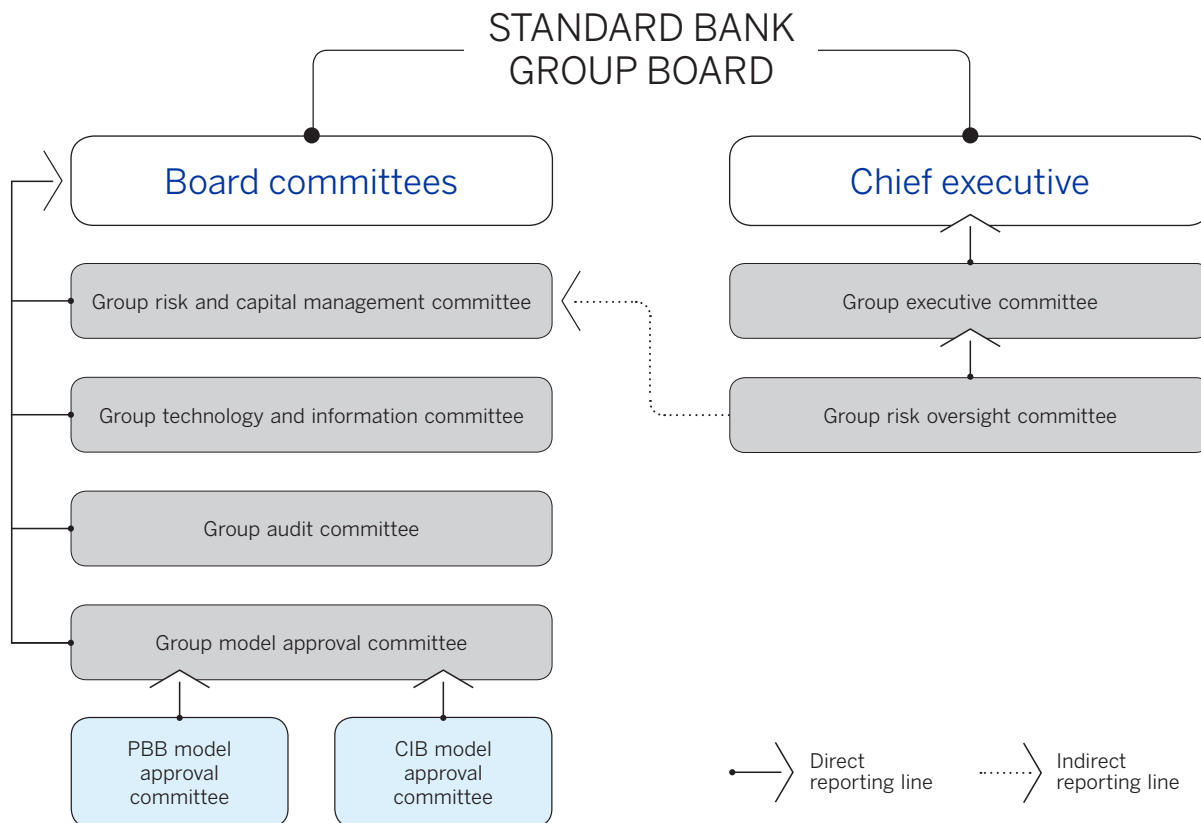 STANDARD BANK
GROUP BOARD
Board committees
Chief executive
Group risk and capital management committee
Group executive committee
Group technology and information committee
Group risk oversight committee
Group audit committee
Group model approval committee
PBB model
approval
committee
CIB model
approval
committee
Direct
reporting line
Indirect
reporting line